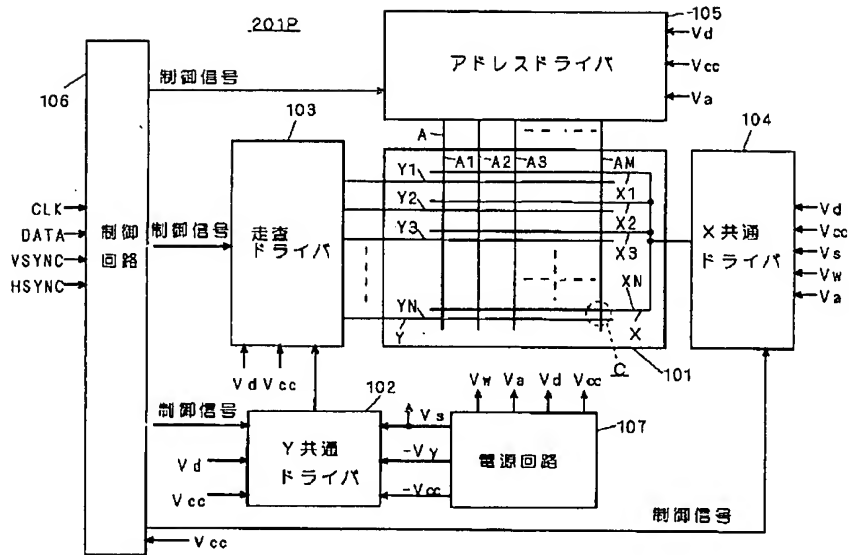 201P
105
アドレスドライバ
Vd
Vcc
Va
106
制御信号
103
104
A
A1
A2
A3
AM
Y1
X1
Y2
X2
Y3
X3
YN
XN
Y
X
C
101
CLK
DATA
VSYNC
HSYNC
制御
回路
制御信号
走査
ドライバ
X共通
ドライバ
Vd
Vcc
Vs
Vw
Va
Vd
Vcc
制御信号
102
Y共通
ドライバ
Vd
Vcc
Vs
-Vy
-Vcc
Vw
Va
Vd
Vcc
107
電源回路
制御信号
Vcc